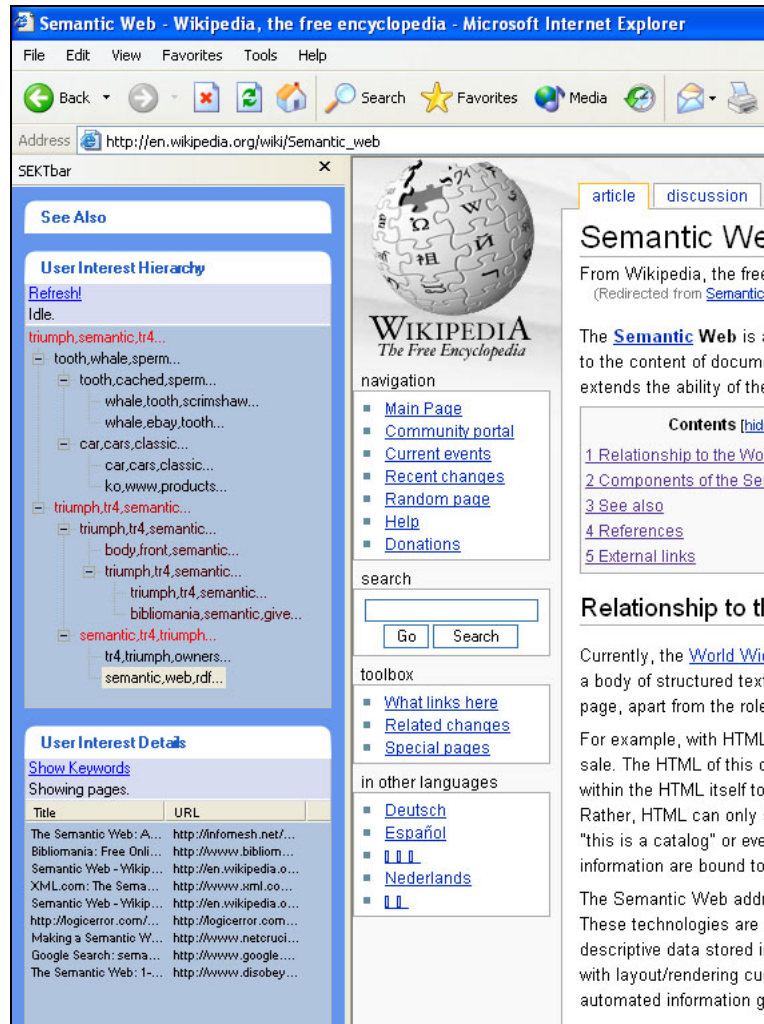 Semantic Web - Wikipedia, the free encyclopedia - Microsoft Internet Explorer
File Edit View Favorites Tools Help
Back Search Favorites Media
Address http://en.wikipedia.org/wiki/Semantic_web
SEKTbar ×
See Also
User Interest Hierarchy
Refresh!
Idle.
triumph,semantic,tr4...
tooth,whale,sperm...
tooth,cached,sperm...
whale,tooth,scrimshaw...
whale,ebay,tooth...
car,cars,classic...
car,cars,classic...
ko,www,products...
triumph,tr4,semantic...
triumph,tr4,semantic...
body,front,semantic...
triumph,tr4,semantic...
triumph,tr4,semantic...
bibliomania,semantic,give...
semantic,tr4,triumph...
tr4,triumph,owners...
semantic,web,rdf...
User Interest Details
Show Keywords
Showing pages.
Title URL
The Semantic Web: A... http://infomesh.net/...
Bibliomania: Free Onli... http://www.bibliom...
Semantic Web - Wikip... http://en.wikipedia.o...
XML.com: The Sema... http://www.xml.co...
Semantic Web - Wikip... http://en.wikipedia.o...
http://logicerror.com/... http://logicerror.com...
Making a Semantic W... http://www.netcruci...
Google Search: sema... http://www.google....
The Semantic Web: 1-... http://www.disobey...
WIKIPEDIA
The Free Encyclopedia
navigation
Main Page
Community portal
Current events
Recent changes
Random page
Help
Donations
search
Go Search
toolbox
What links here
Related changes
Special pages
in other languages
Deutsch
Español
Nederlands
article discussion
Semantic We
From Wikipedia, the free
(Redirected from Semantic
The Semantic Web is a
to the content of docum
extends the ability of the
Contents [hid
1 Relationship to the Wo
2 Components of the Se
3 See also
4 References
5 External links
Relationship to th
Currently, the World Wi
a body of structured text
page, apart from the role
For example, with HTML
sale. The HTML of this c
within the HTML itself to
Rather, HTML can only s
"this is a catalog" or eve
information are bound to
The Semantic Web addr
These technologies are
descriptive data stored i
with layout/rendering cu
automated information g